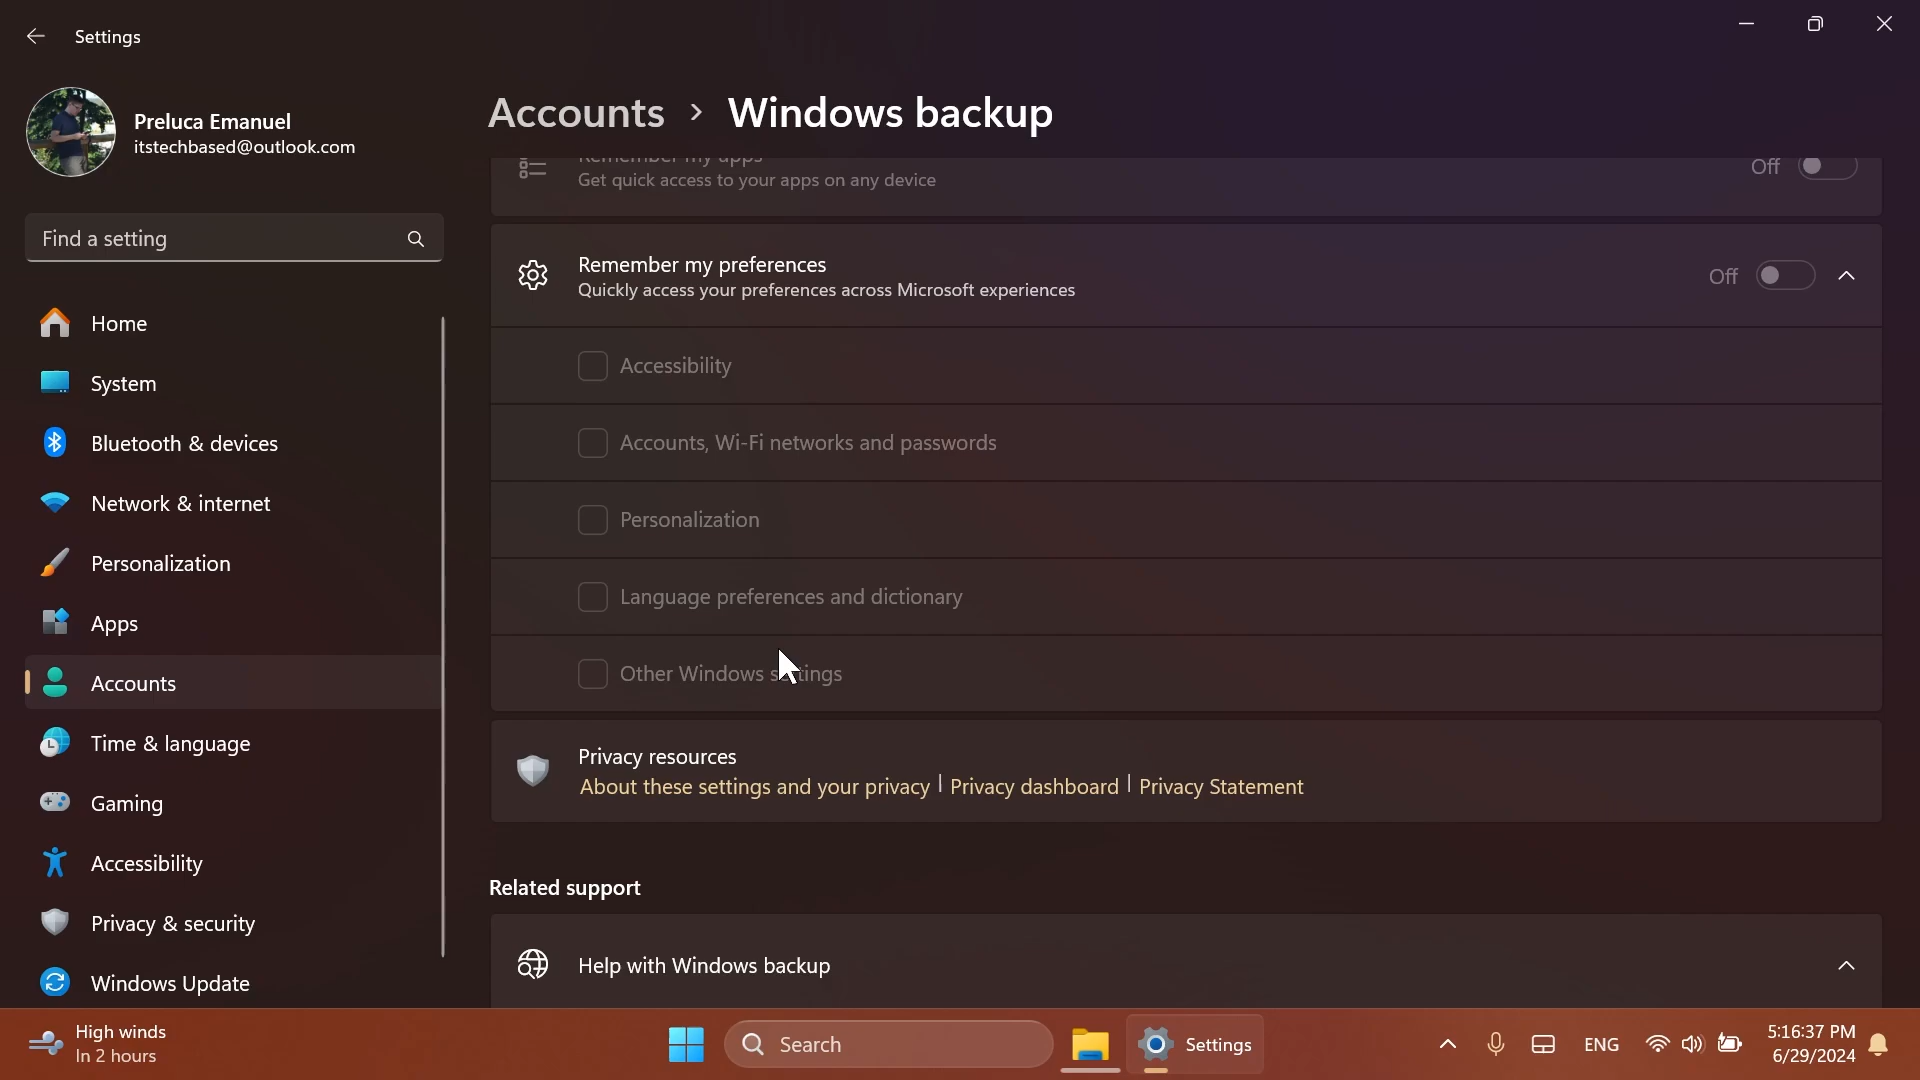 Settings
Preluca Emanuel
itstechbased@outlook.com
Find a setting
Home
System
Bluetooth & devices
Network & internet
Personalization
Apps
Accounts
Time & language
Gaming
Accessibility
Privacy & security
Windows Update
Accounts > Windows backup
Remember my apps
Get quick access to your apps on any device
Off
Remember my preferences
Quickly access your preferences across Microsoft experiences
Off
Accessibility
Accounts, Wi-Fi networks and passwords
Personalization
Language preferences and dictionary
Other Windows settings
Privacy resources
About these settings and your privacy | Privacy dashboard | Privacy Statement
Related support
Help with Windows backup
High winds
In 2 hours
Search
Settings
ENG
5:16:37 PM
6/29/2024